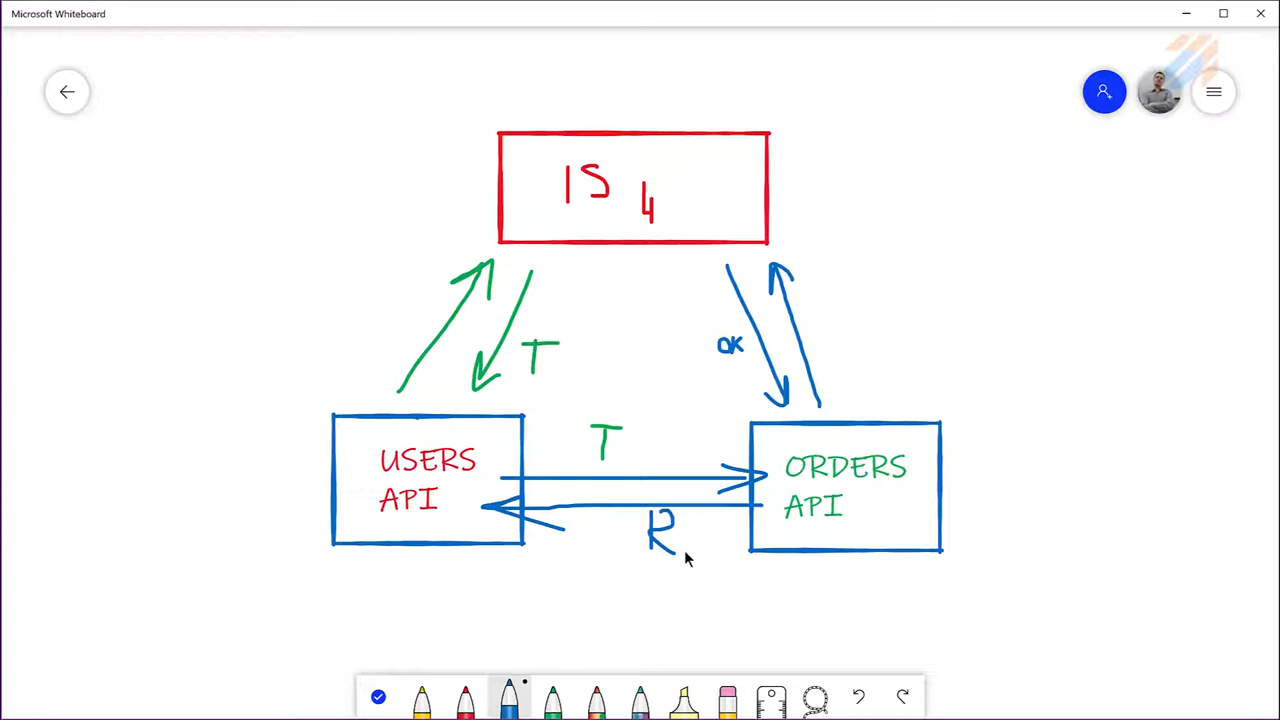 Microsoft Whiteboard
IS 4
T
OK
T
USERS
API
ORDERS
API
R